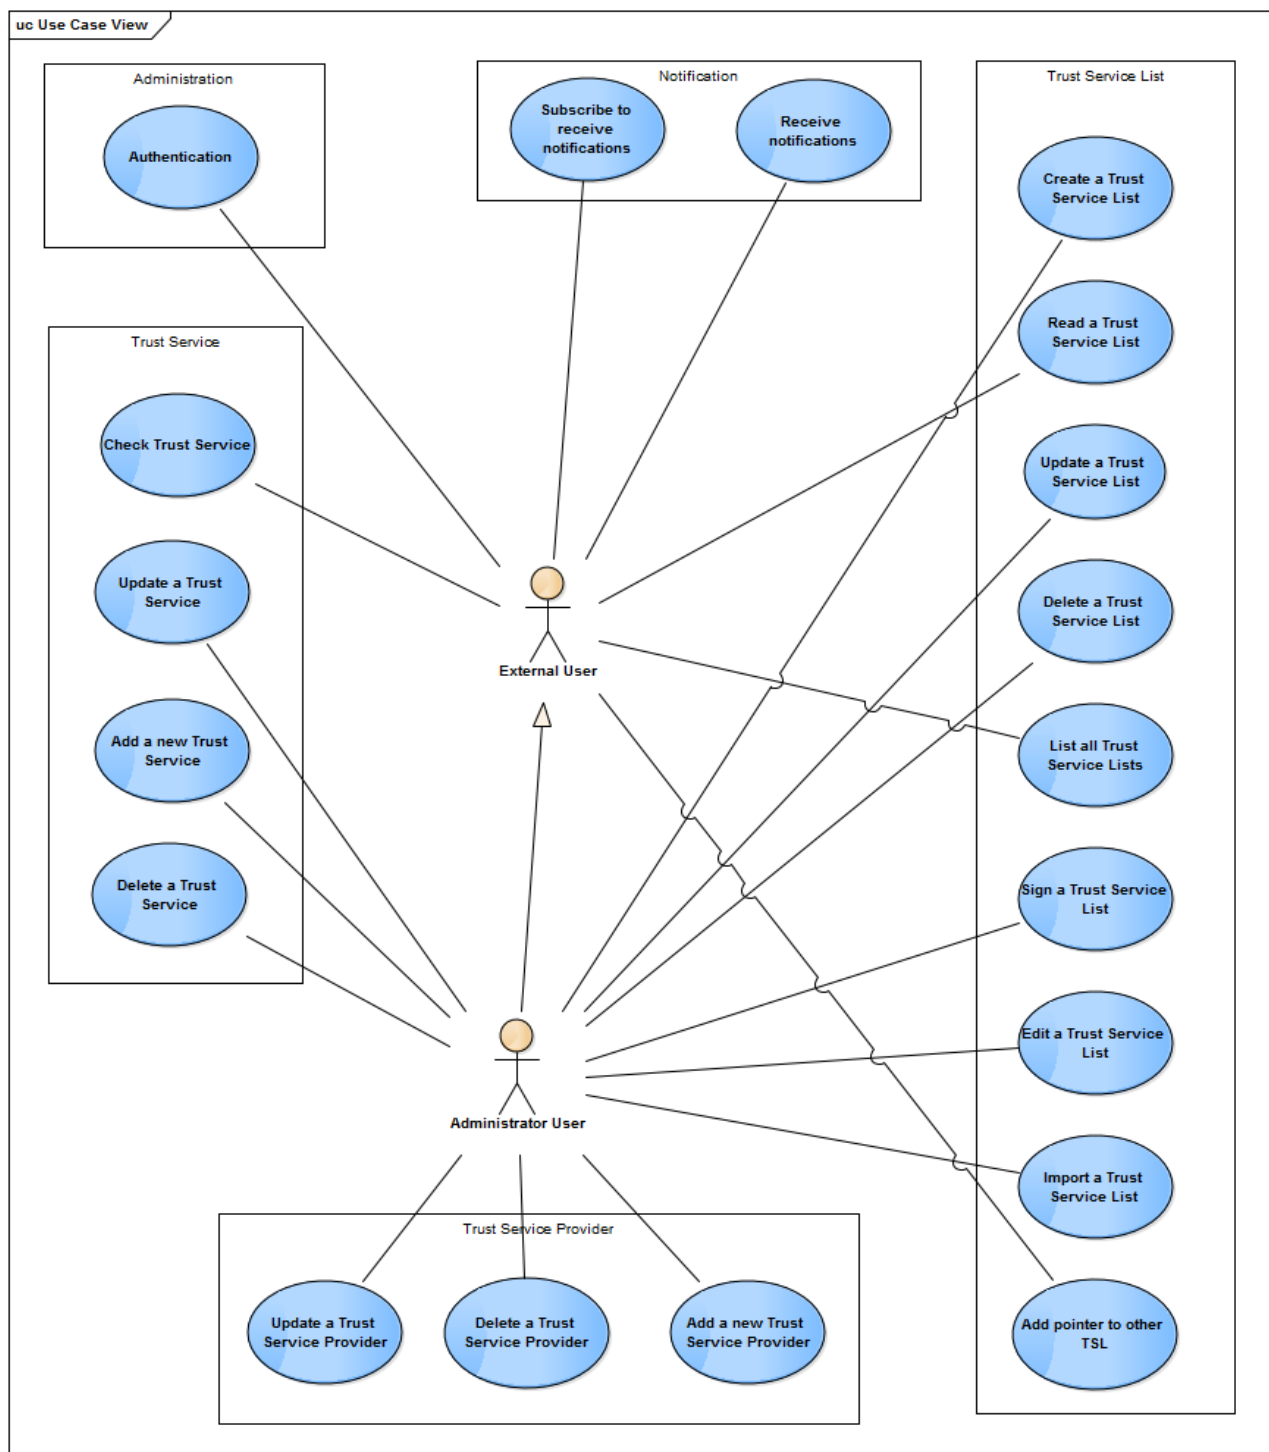 uc Use Case View
Administration
Authentication
Notification
Subscribe to
receive
notifications
Receive
notifications
Trust Service List
Create a Trust
Service List
Read a Trust
Service List
Update a Trust
Service List
Delete a Trust
Service List
List all Trust
Service Lists
Sign a Trust Service
List
Edit a Trust Service
List
Import a Trust
Service List
Add pointer to other
TSL
Trust Service
Check Trust Service
Update a Trust
Service
Add a new Trust
Service
Delete a Trust
Service
External User
Administrator User
Trust Service Provider
Update a Trust
Service Provider
Delete a Trust
Service Provider
Add a new Trust
Service Provider